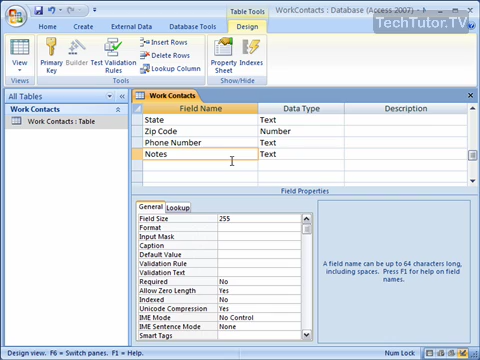 Table Tools
WorkContacts : Database (Access 2007)
TechTutor.TV
Home
Create
External Data
Database Tools
Design
View
Primary Key
Builder
Test Validation Rules
Insert Rows
Delete Rows
Lookup Column
Property Sheet
Indexes
Views
Tools
Show/Hide
All Tables
Work Contacts
Work Contacts : Table
Work Contacts
Field Name Data Type Description
State Text
Zip Code Number
Phone Number Text
Notes Text
Field Properties
General Lookup
Field Size 255
Format
Input Mask
Caption
Default Value
Validation Rule
Validation Text
Required No
Allow Zero Length Yes
Indexed No
Unicode Compression Yes
IME Mode No Control
IME Sentence Mode None
Smart Tags
A field name can be up to 64 characters long,
including spaces. Press F1 for help on field
names.
Design view. F6 = Switch panes. F1 = Help.
Num Lock